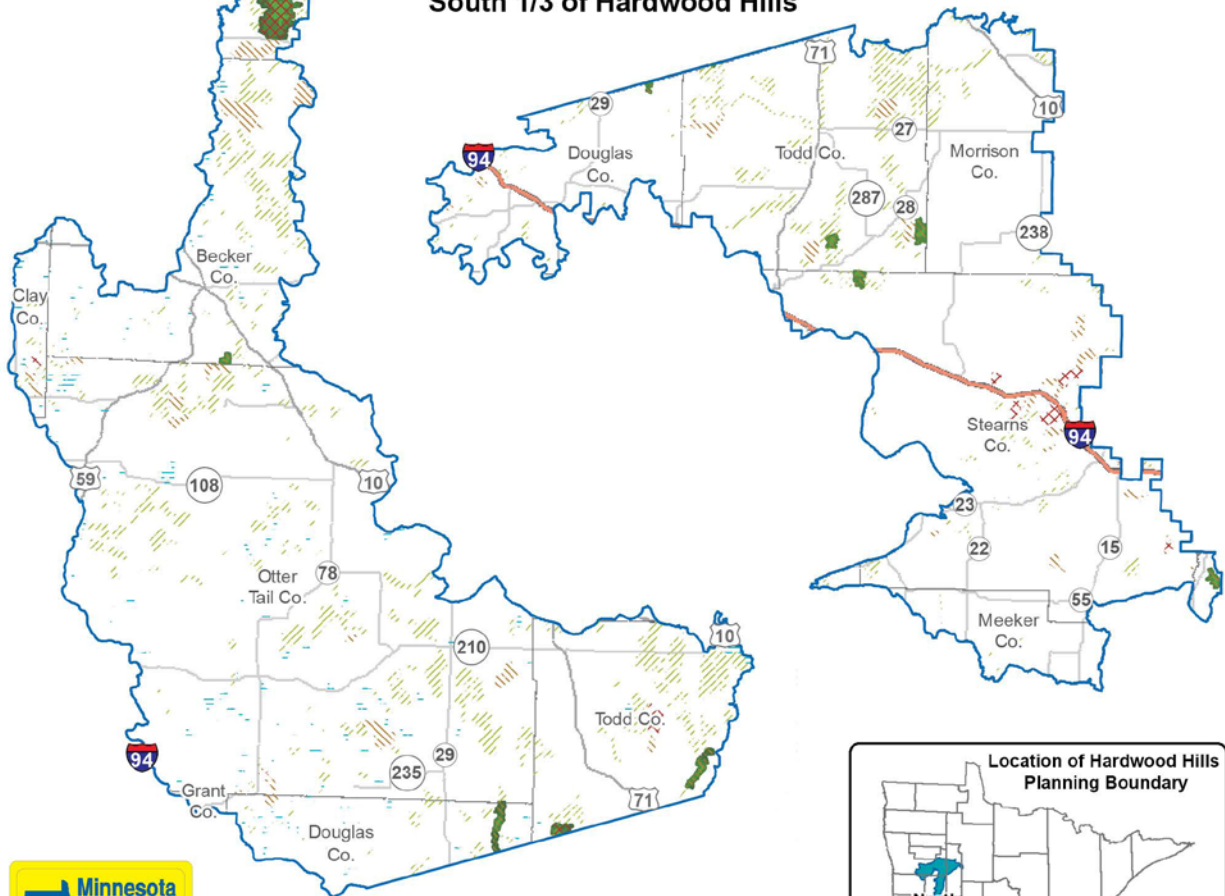 South 1/3 of Hardwood Hills
71
29
10
27
94
Douglas
Co.
Todd Co.
Morrison
Co.
287
28
238
Becker
Co.
Clay
Co.
Stearns
Co.
94
59
108
10
23
22
15
Otter
Tail Co.
78
55
Meeker
Co.
210
10
Todd Co.
94
29
235
Grant
Co.
71
Douglas
Co.
Location of Hardwood Hills
Planning Boundary
Minnesota